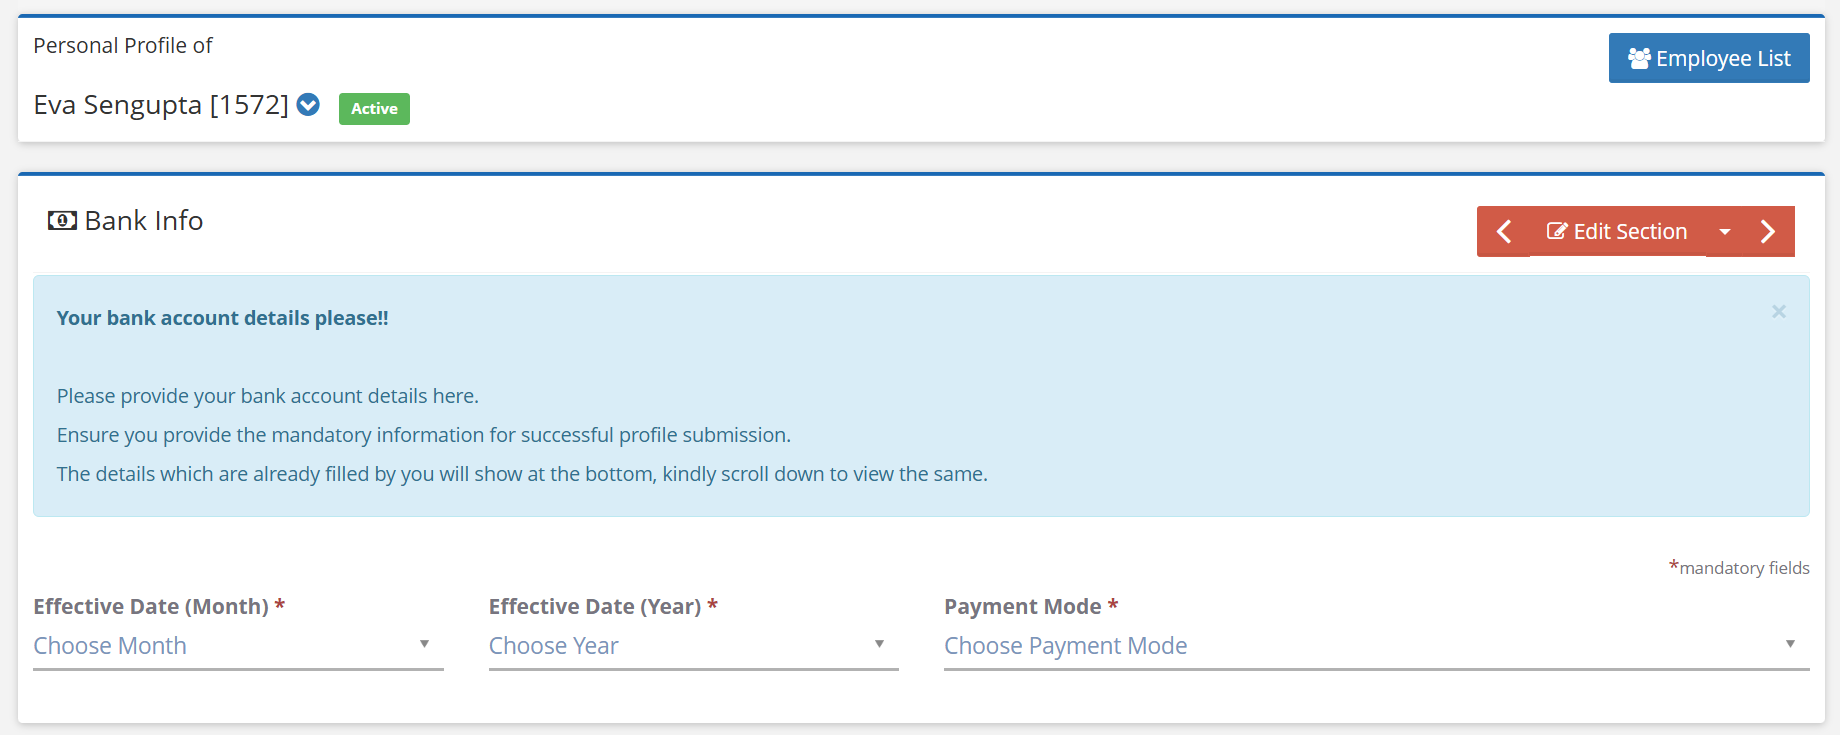 Personal Profile of
Employee List
Eva Sengupta [1572]
Active
Bank Info
Edit Section
Your bank account details please!!
×
Please provide your bank account details here.
Ensure you provide the mandatory information for successful profile submission.
The details which are already filled by you will show at the bottom, kindly scroll down to view the same.
*mandatory fields
Effective Date (Month) *
Choose Month
Effective Date (Year) *
Choose Year
Payment Mode *
Choose Payment Mode